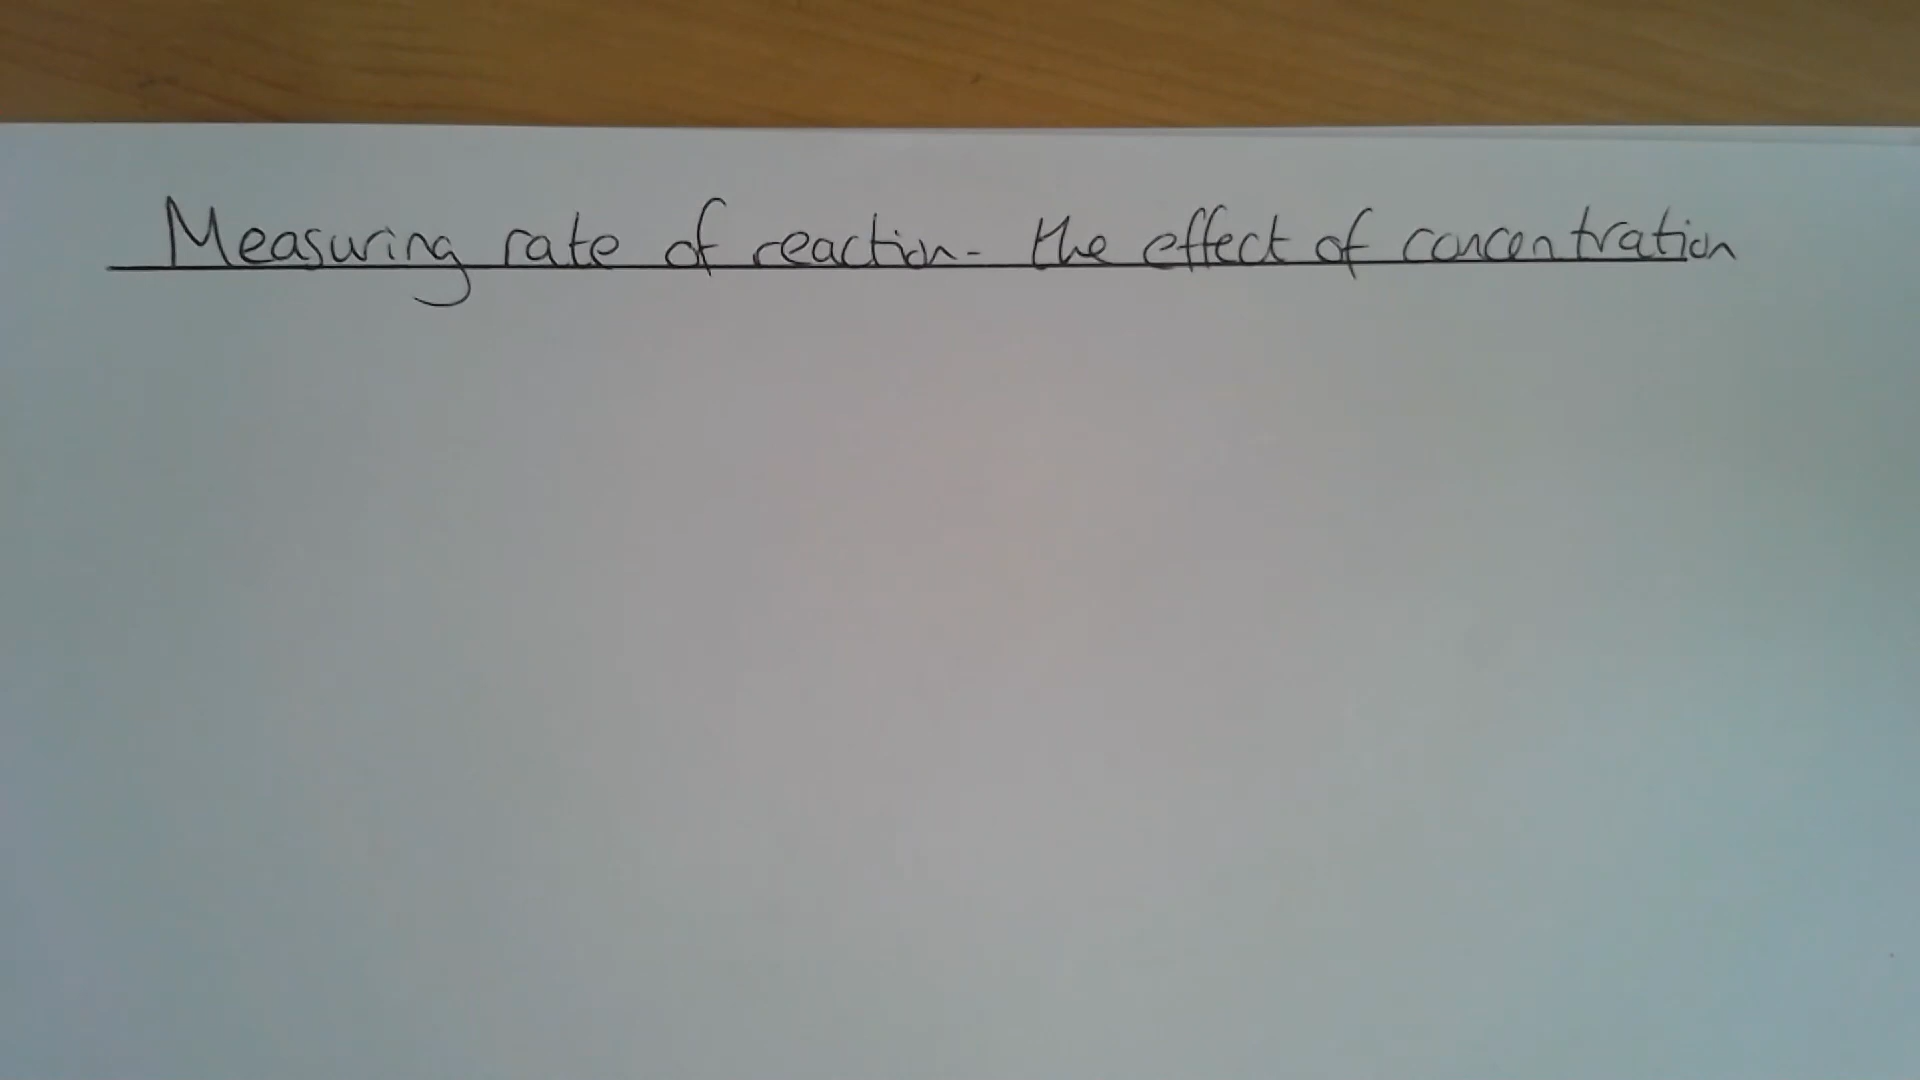 Measuring rate of reaction - the effect of concentration